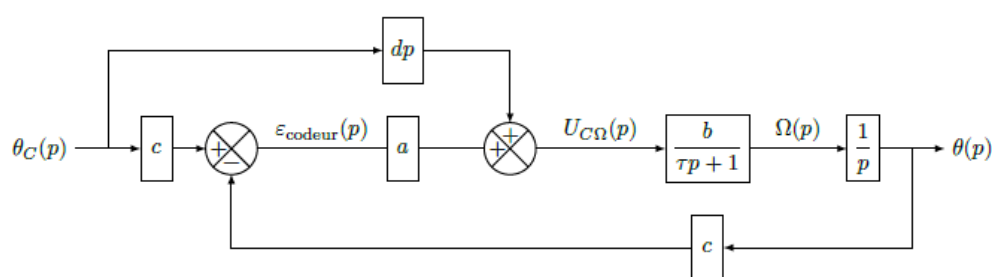 dp
θ_C(p) c + − ε_codeur(p) a + + U_CΩ(p) b/(τp + 1) Ω(p) 1/p θ(p)
c